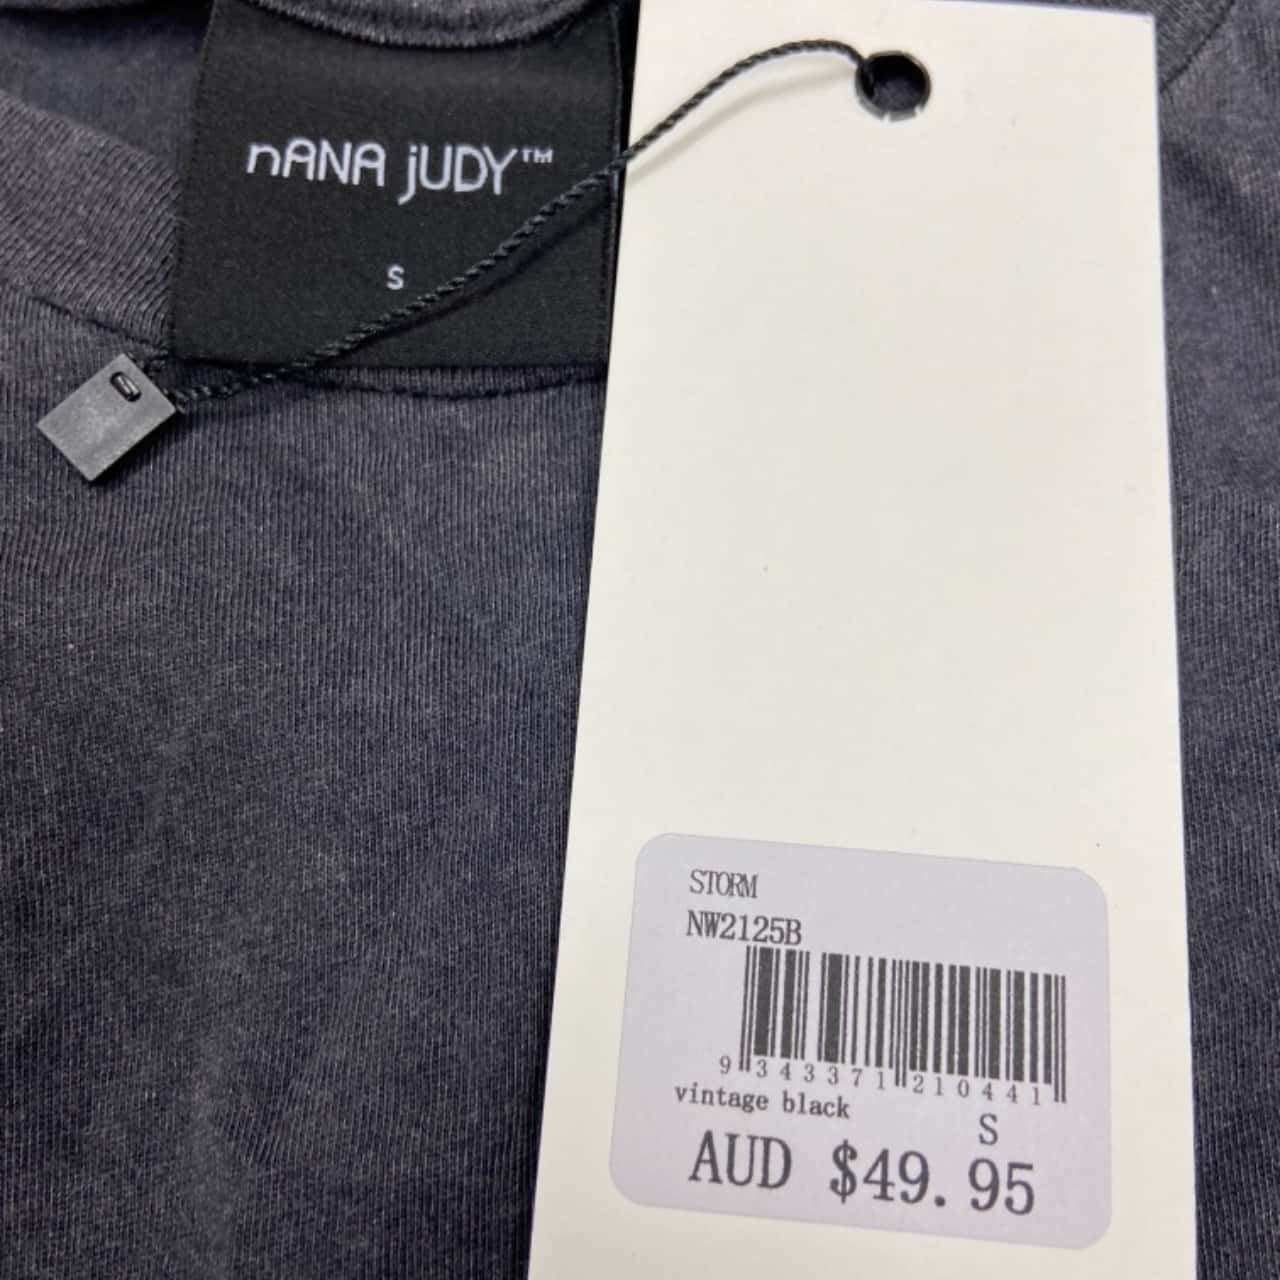 nANA jUDY™
S
STORM
NW2125B
9 343371 210441
vintage black
S
AUD $49.95